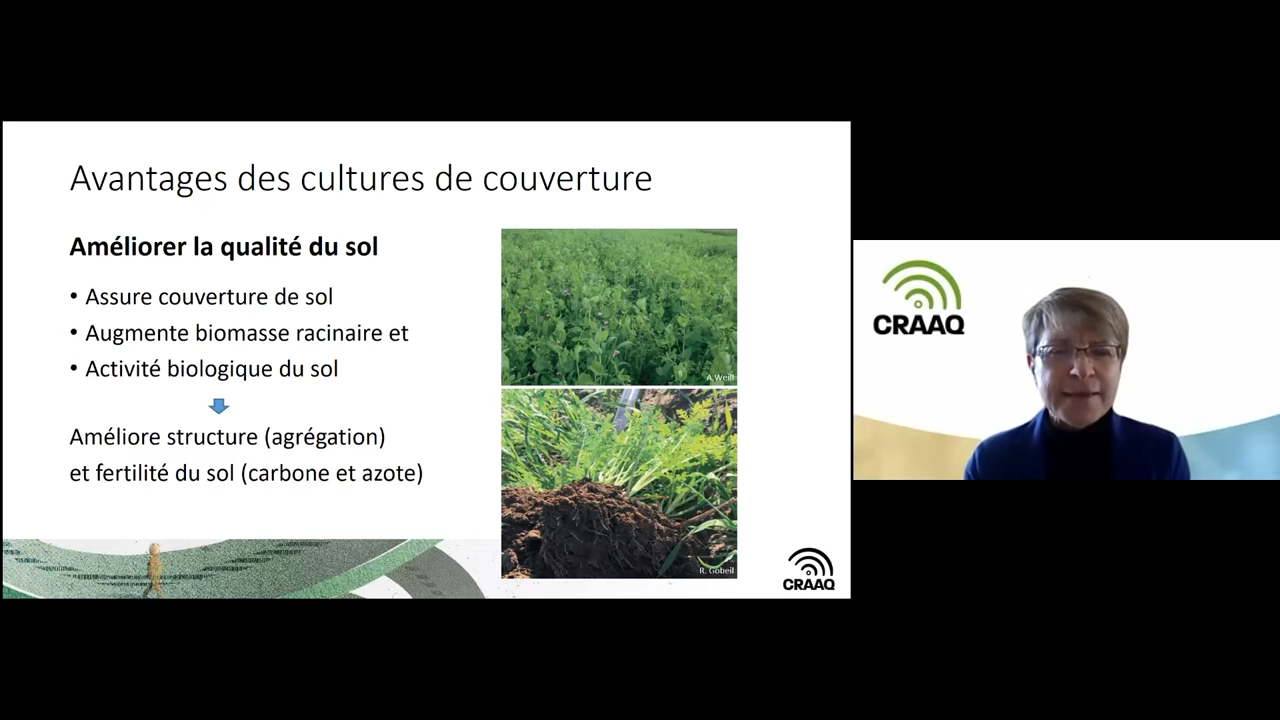 Avantages des cultures de couverture
Améliorer la qualité du sol
• Assure couverture de sol
• Augmente biomasse racinaire et
• Activité biologique du sol
Améliore structure (agrégation)
et fertilité du sol (carbone et azote)
A.Weill
R. Gobeil
CRAAQ
CRAAQ